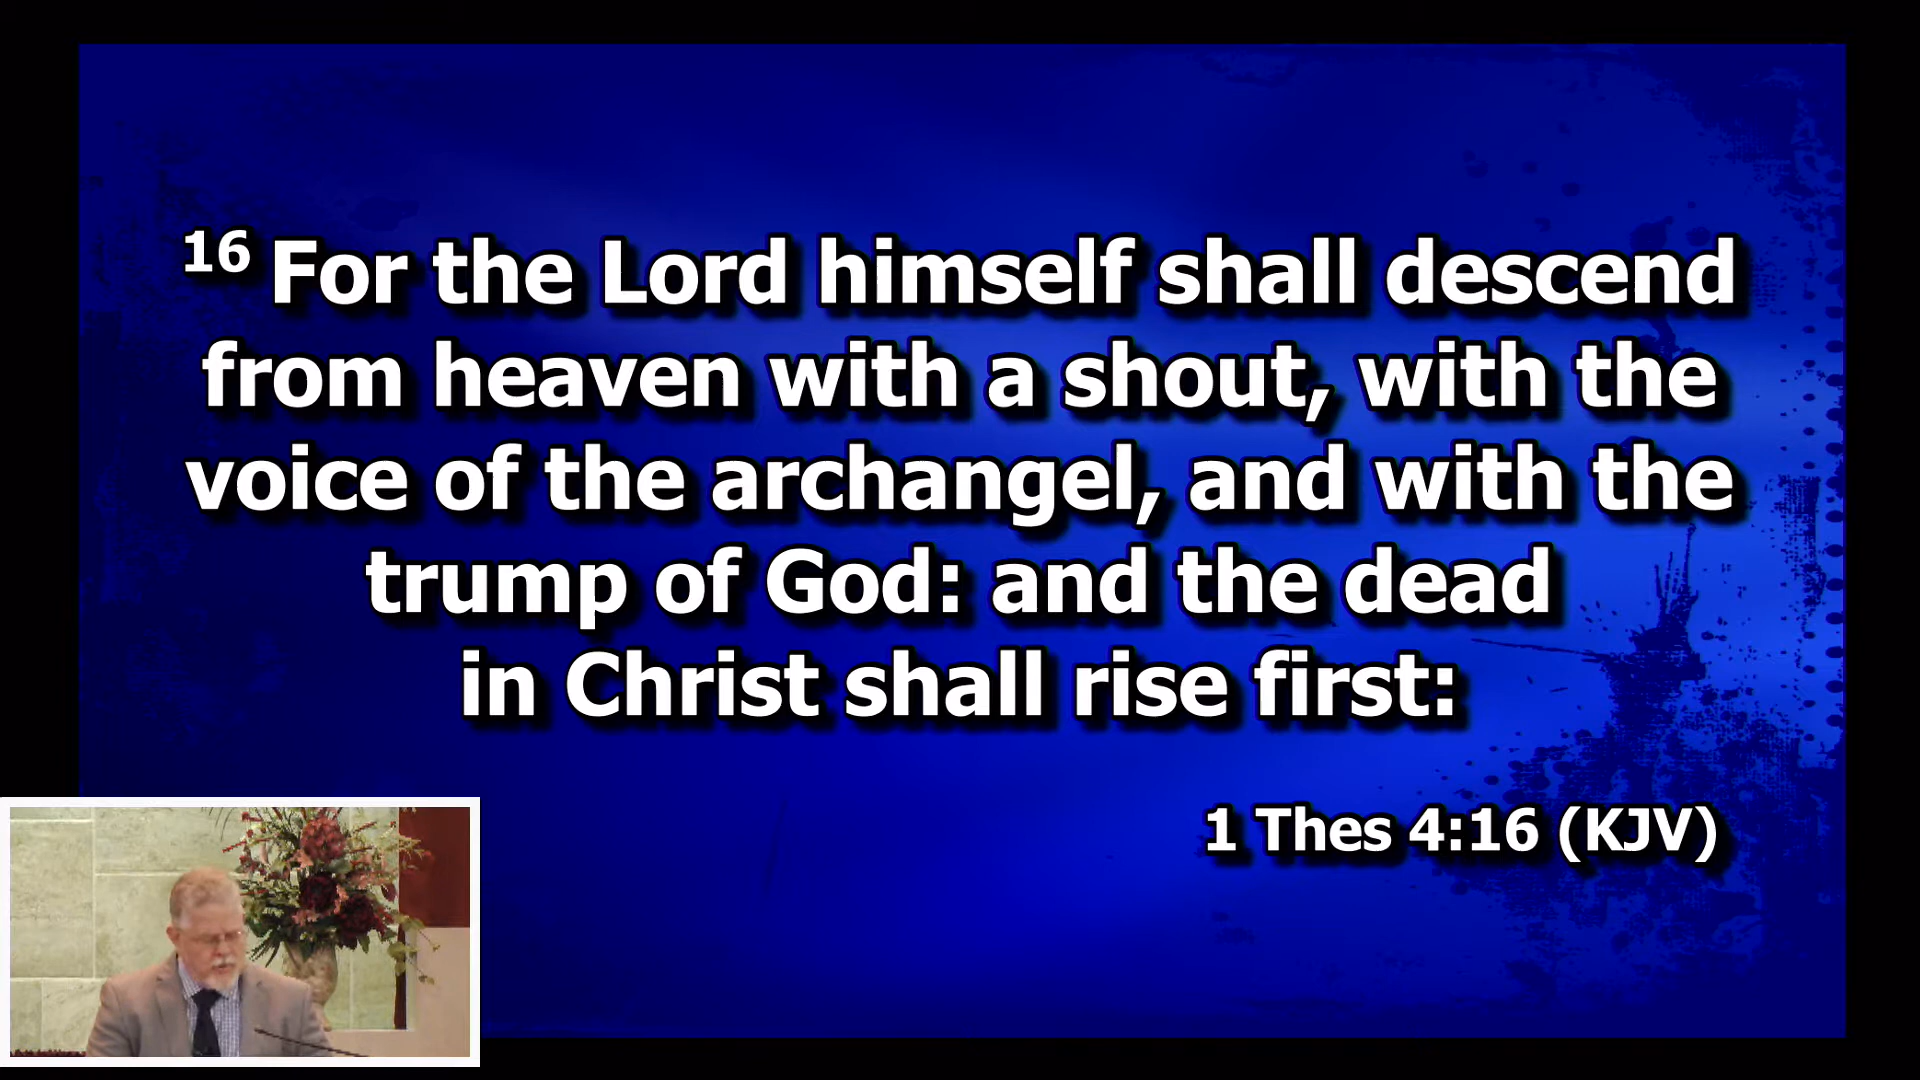 16 For the Lord himself shall descend
from heaven with a shout, with the
voice of the archangel, and with the
trump of God: and the dead
in Christ shall rise first:
1 Thes 4:16 (KJV)